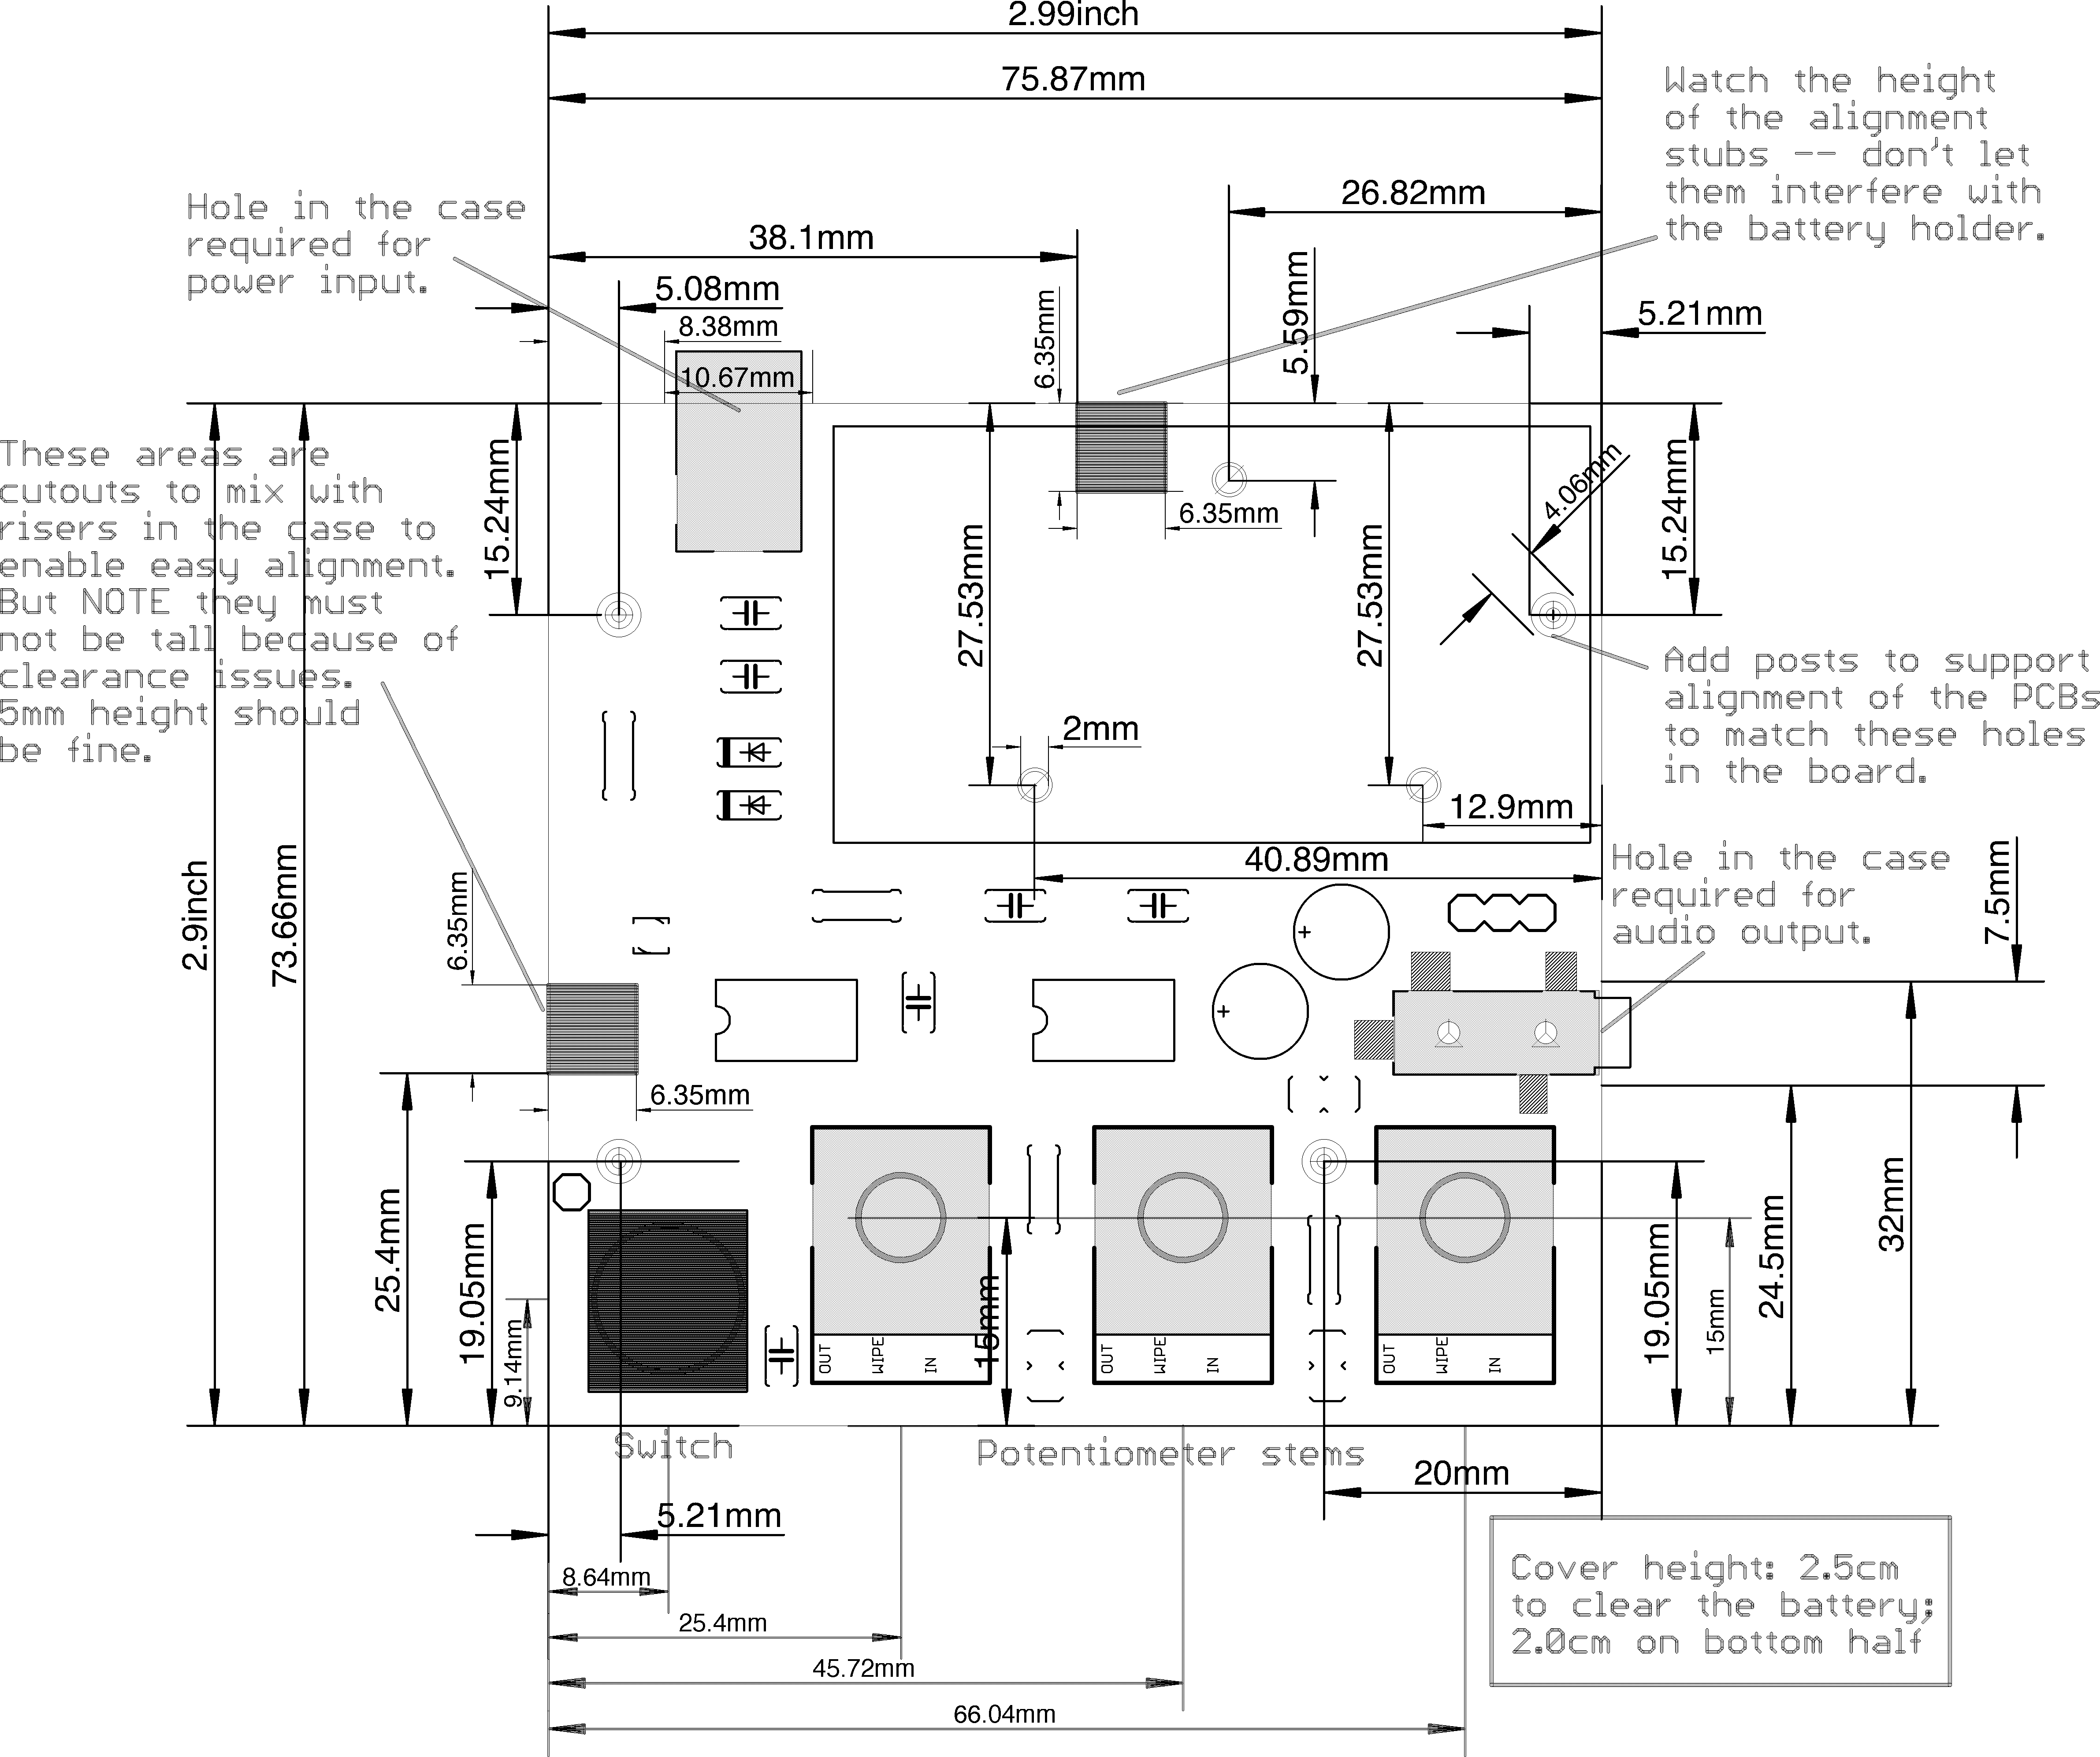 2.99inch
75.87mm
Watch the height
of the alignment
stubs -- don't let
them interfere with
the battery holder.
26.82mm
Hole in the case
required for
power input.
38.1mm
5.08mm
8.38mm
10.67mm
6.35mm
5.59mm
5.21mm
These areas are
cutouts to mix with
risers in the case to
enable easy alignment.
But NOTE they must
not be tall because of
clearance issues.
5mm height should
be fine.
15.24mm
27.53mm
6.35mm
27.53mm
4.06mm
15.24mm
Add posts to support
alignment of the PCBs
to match these holes
in the board.
2mm
12.9mm
40.89mm
Hole in the case
required for
audio output.
7.5mm
2.9inch
73.66mm
6.35mm
+
+
6.35mm
25.4mm
19.05mm
9.14mm
15mm
OUT
WIPE
IN
OUT
WIPE
IN
OUT
WIPE
IN
19.05mm
15mm
24.5mm
32mm
Switch
Potentiometer stems
20mm
5.21mm
8.64mm
25.4mm
45.72mm
66.04mm
Cover height: 2.5cm
to clear the battery;
2.0cm on bottom half